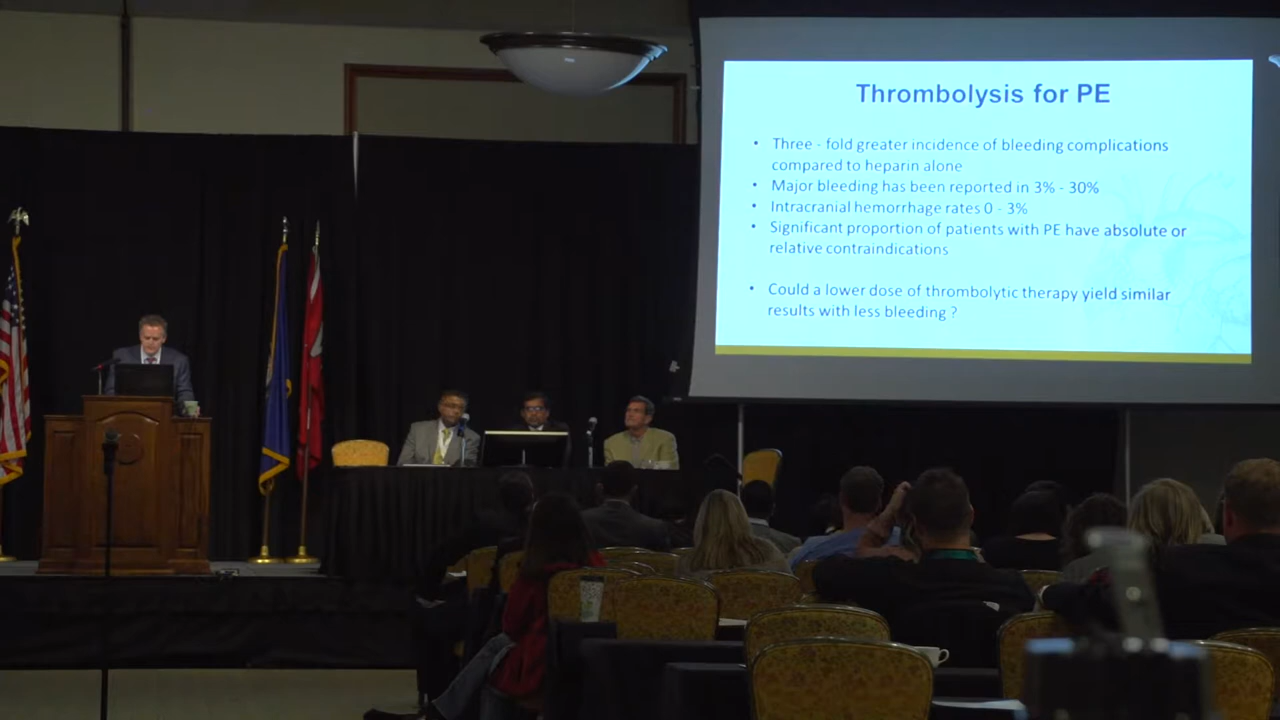 Thrombolysis for PE
• Three - fold greater incidence of bleeding complications
compared to heparin alone
• Major bleeding has been reported in 3% - 30%
• Intracranial hemorrhage rates 0 - 3%
• Significant proportion of patients with PE have absolute or
relative contraindications
• Could a lower dose of thrombolytic therapy yield similar
results with less bleeding ?